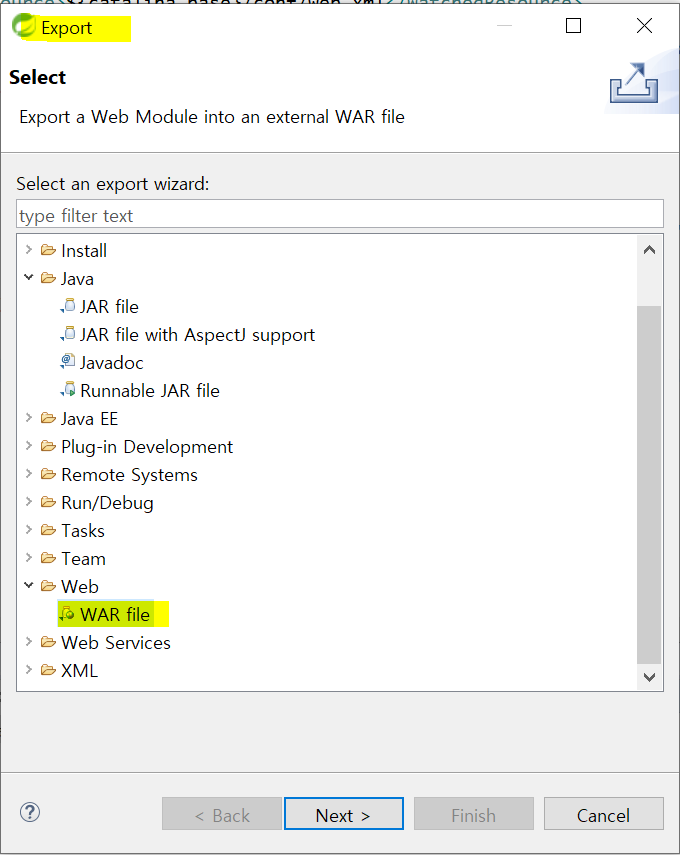 Export
Select
Export a Web Module into an external WAR file
Select an export wizard:
type filter text
Install
Java
JAR file
JAR file with AspectJ support
Javadoc
Runnable JAR file
Java EE
Plug-in Development
Remote Systems
Run/Debug
Tasks
Team
Web
WAR file
Web Services
XML
< Back
Next >
Finish
Cancel